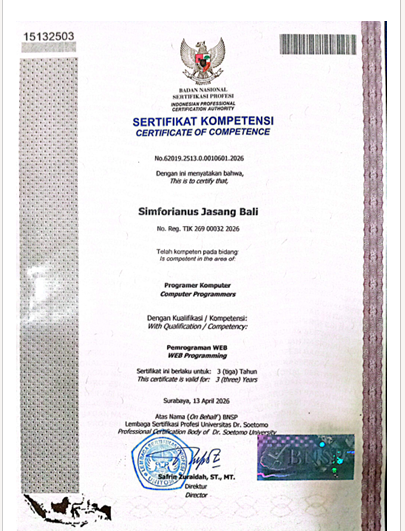 15132503
BADAN NASIONAL
SERTIFIKASI PROFESI
INDONESIAN PROFESSIONAL
CERTIFICATION AUTHORITY
SERTIFIKAT KOMPETENSI
CERTIFICATE OF COMPETENCE
No.62019.2513.0.0010601.2026
Dengan ini menyatakan bahwa,
This is to certify that,
Simforianus Jasang Bali
No. Reg. TIK 269 00032 2026
Telah kompeten pada bidang:
Is competent in the area of:
Programer Komputer
Computer Programmers
Dengan Kualifikasi / Kompetensi:
With Qualification / Competency:
Pemrograman WEB
WEB Programming
Sertifikat ini berlaku untuk: 3 (tiga) Tahun
This certificate is valid for: 3 (three) Years
Surabaya, 13 April 2026
Atas Nama (On Behalf) BNSP
Lembaga Sertifikasi Profesi Universitas Dr. Soetomo
Professional Certification Body of Dr. Soetomo University
BNSP
Safrin Zuraidah, ST., MT.
Direktur
Director